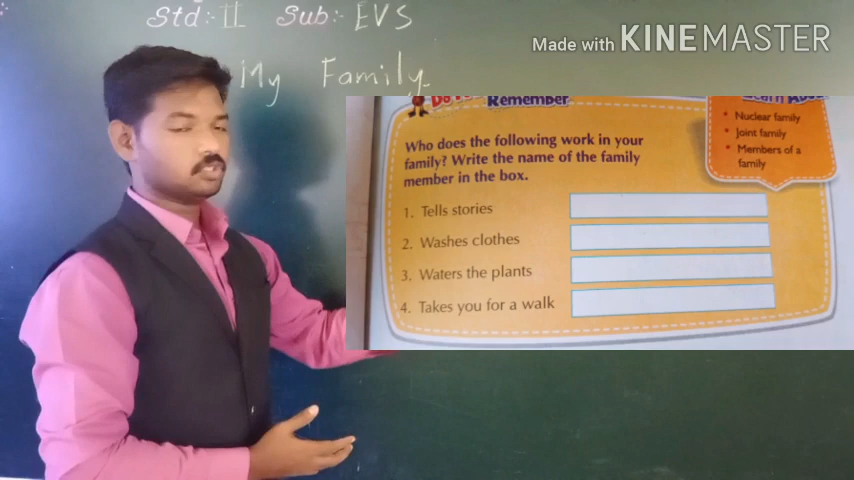 Std:- II Sub:- EVS
Made with KINEMASTER
My Family.
Remember
Nuclear family
Joint family
Members of a
family
Who does the following work in your
family? Write the name of the family
member in the box.
1. Tells stories
2. Washes clothes
3. Waters the plants
4. Takes you for a walk